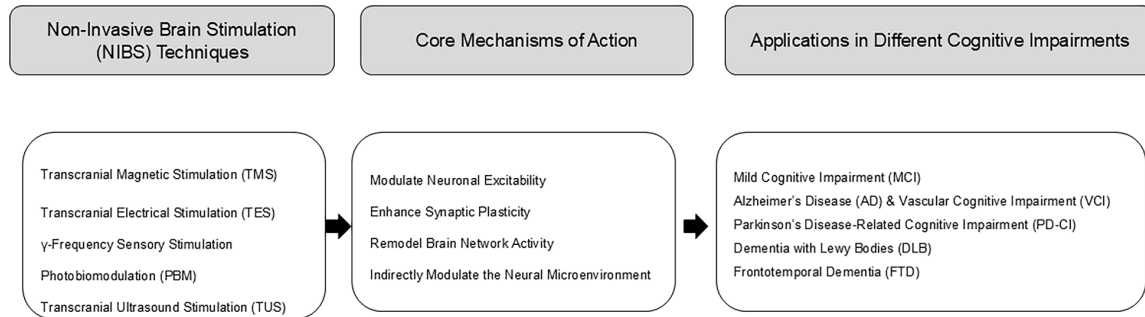 Non-Invasive Brain Stimulation
(NIBS) Techniques
Core Mechanisms of Action
Applications in Different Cognitive Impairments
Transcranial Magnetic Stimulation (TMS)
Transcranial Electrical Stimulation (TES)
γ-Frequency Sensory Stimulation
Photobiomodulation (PBM)
Transcranial Ultrasound Stimulation (TUS)
Modulate Neuronal Excitability
Enhance Synaptic Plasticity
Remodel Brain Network Activity
Indirectly Modulate the Neural Microenvironment
Mild Cognitive Impairment (MCI)
Alzheimer’s Disease (AD) & Vascular Cognitive Impairment (VCI)
Parkinson’s Disease-Related Cognitive Impairment (PD-CI)
Dementia with Lewy Bodies (DLB)
Frontotemporal Dementia (FTD)